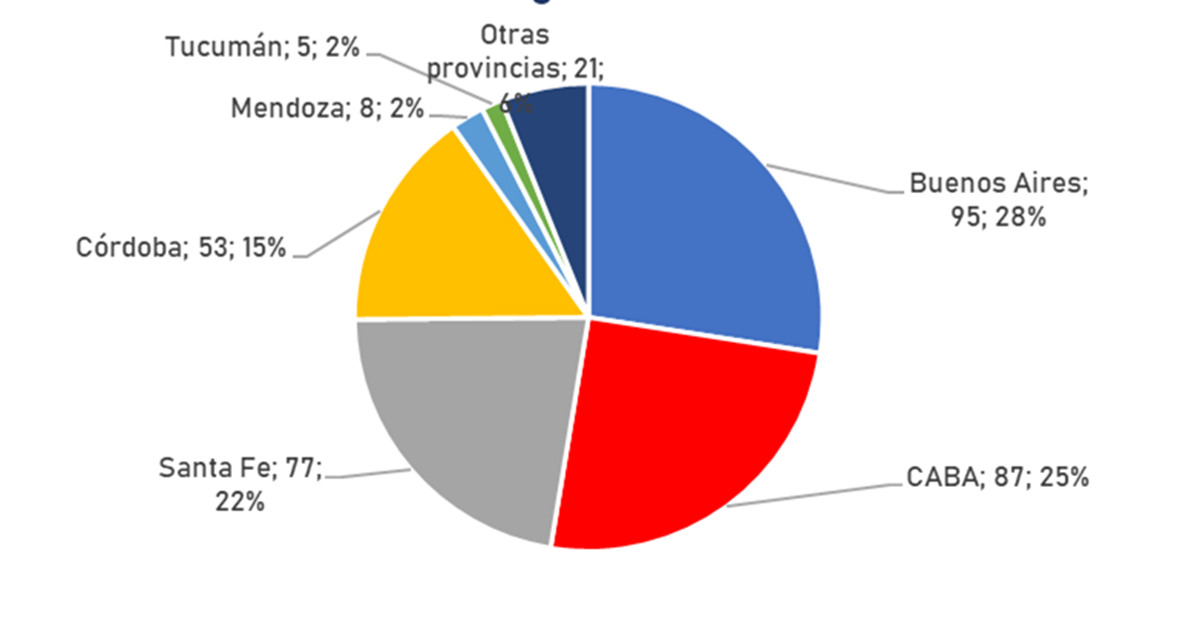 Otras
provincias; 21;
6%
Tucumán; 5; 2%
Mendoza; 8; 2%
Buenos Aires;
95; 28%
Córdoba; 53; 15%
Santa Fe; 77;
22%
CABA; 87; 25%